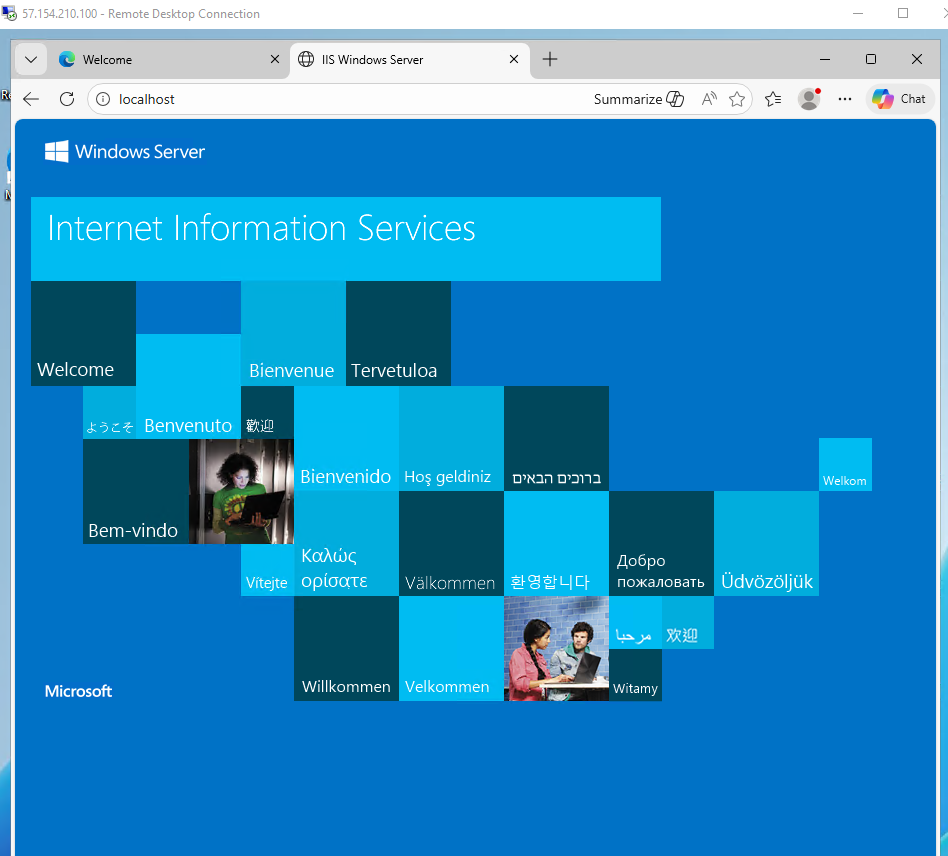 57.154.210.100 - Remote Desktop Connection
Welcome
IIS Windows Server
localhost
Summarize
Chat
Windows Server
Internet Information Services
Welcome
Bienvenue
Tervetuloa
ようこそ
Benvenuto
歡迎
Bienvenido
Hoş geldiniz
ברוכים הבאים
Welkom
Bem-vindo
Vítejte
Καλώς
ορίσατε
Välkommen
환영합니다
Добро
пожаловать
Üdvözöljük
مرحبا
欢迎
Willkommen
Velkommen
Witamy
Microsoft